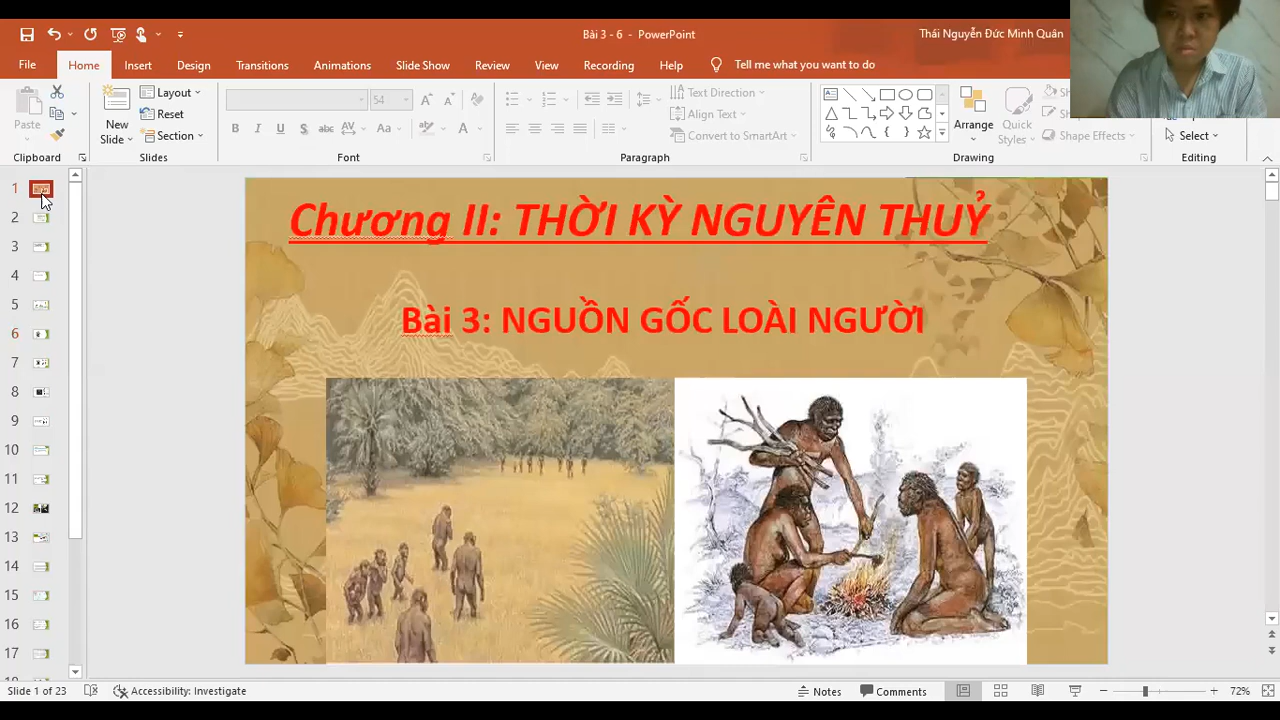 Bài 3 - 6 - PowerPoint
Thái Nguyễn Đức Minh Quân
File Home Insert Design Transitions Animations Slide Show Review View Recording Help Tell me what you want to do
Paste
Clipboard
New Slide
Layout
Reset
Section
Slides
54
B I U S ab AV Aa A
Font
Text Direction
Align Text
Convert to SmartArt
Paragraph
Arrange
Quick Styles
Shape Effects
Drawing
Select
Editing
1
2
3
4
5
6
7
8
9
10
11
12
13
14
15
16
17
Chương II: THỜI KỲ NGUYÊN THUỶ
Bài 3: NGUỒN GỐC LOÀI NGƯỜI
Slide 1 of 23 Accessibility: Investigate Notes Comments 72%